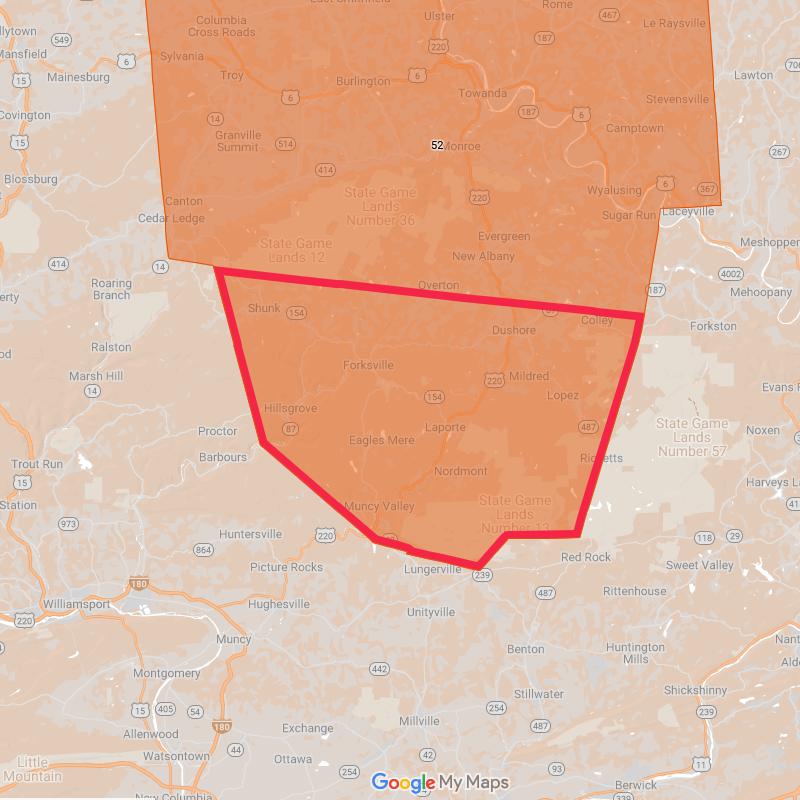 East Smithfield
Ulster
Rome
Columbia
Cross Roads
467
Le Raysville
549
187
220
Mansfield
Sylvania
6
15
Mainesburg
Troy
Burlington
6
Lawton
6
Towanda
Stevensville
Covington
14
187
6
Camptown
15
Granville
Summit
514
52
Monroe
267
414
Blossburg
State Game
Lands
Number 36
Wyalusing
6
367
Canton
220
Cedar Ledge
Sugar Run
Laceyville
State Game
Lands 12
Evergreen
Meshoppen
New Albany
414
14
4002
Roaring
Branch
Overton
187
Mehoopany
Shunk
154
87
Colley
Forkston
Dushore
Ralston
Forksville
Marsh Hill
220
Mildred
14
154
Lopez
Hillsgrove
State Game
Lands
Number 57
Proctor
87
Laporte
487
Noxen
Eagles Mere
Barbours
Ricketts
Trout Run
Nordmont
15
Harveys
Station
Muncy Valley
State Game
Lands
Number 13
973
220
Huntersville
118
29
864
Red Rock
Picture Rocks
Lungerville
Sweet Valley
180
239
Rittenhouse
487
Williamsport
Hughesville
Unityville
220
Muncy
Benton
Huntington
Mills
442
Montgomery
Stillwater
Shickshinny
15
405
54
254
239
Millville
487
180
Exchange
Allenwood
44
Watsontown
42
Ottawa
11
Little
Mountain
254
93
Google My Maps
Berwick
New Columbia
339